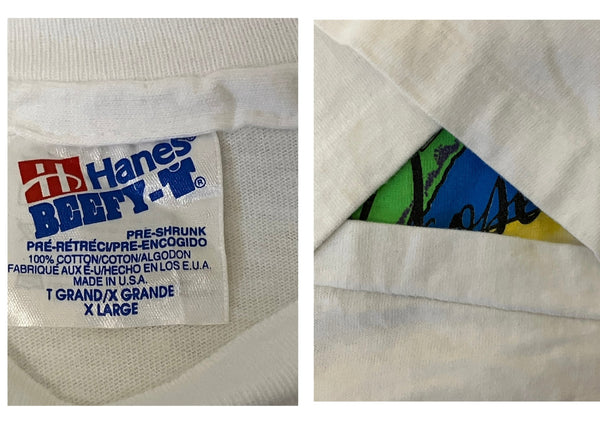 Hanes®
BEEFY-T®
PRE-SHRUNK
PRÉ-RÉTRÉCI/PRE-ENCOGIDO
100% COTTON/COTON/ALGODON
FABRIQUÉ AUX É-U/HECHO EN LOS E.U.A.
MADE IN U.S.A.
T GRAND/X GRANDE
X LARGE